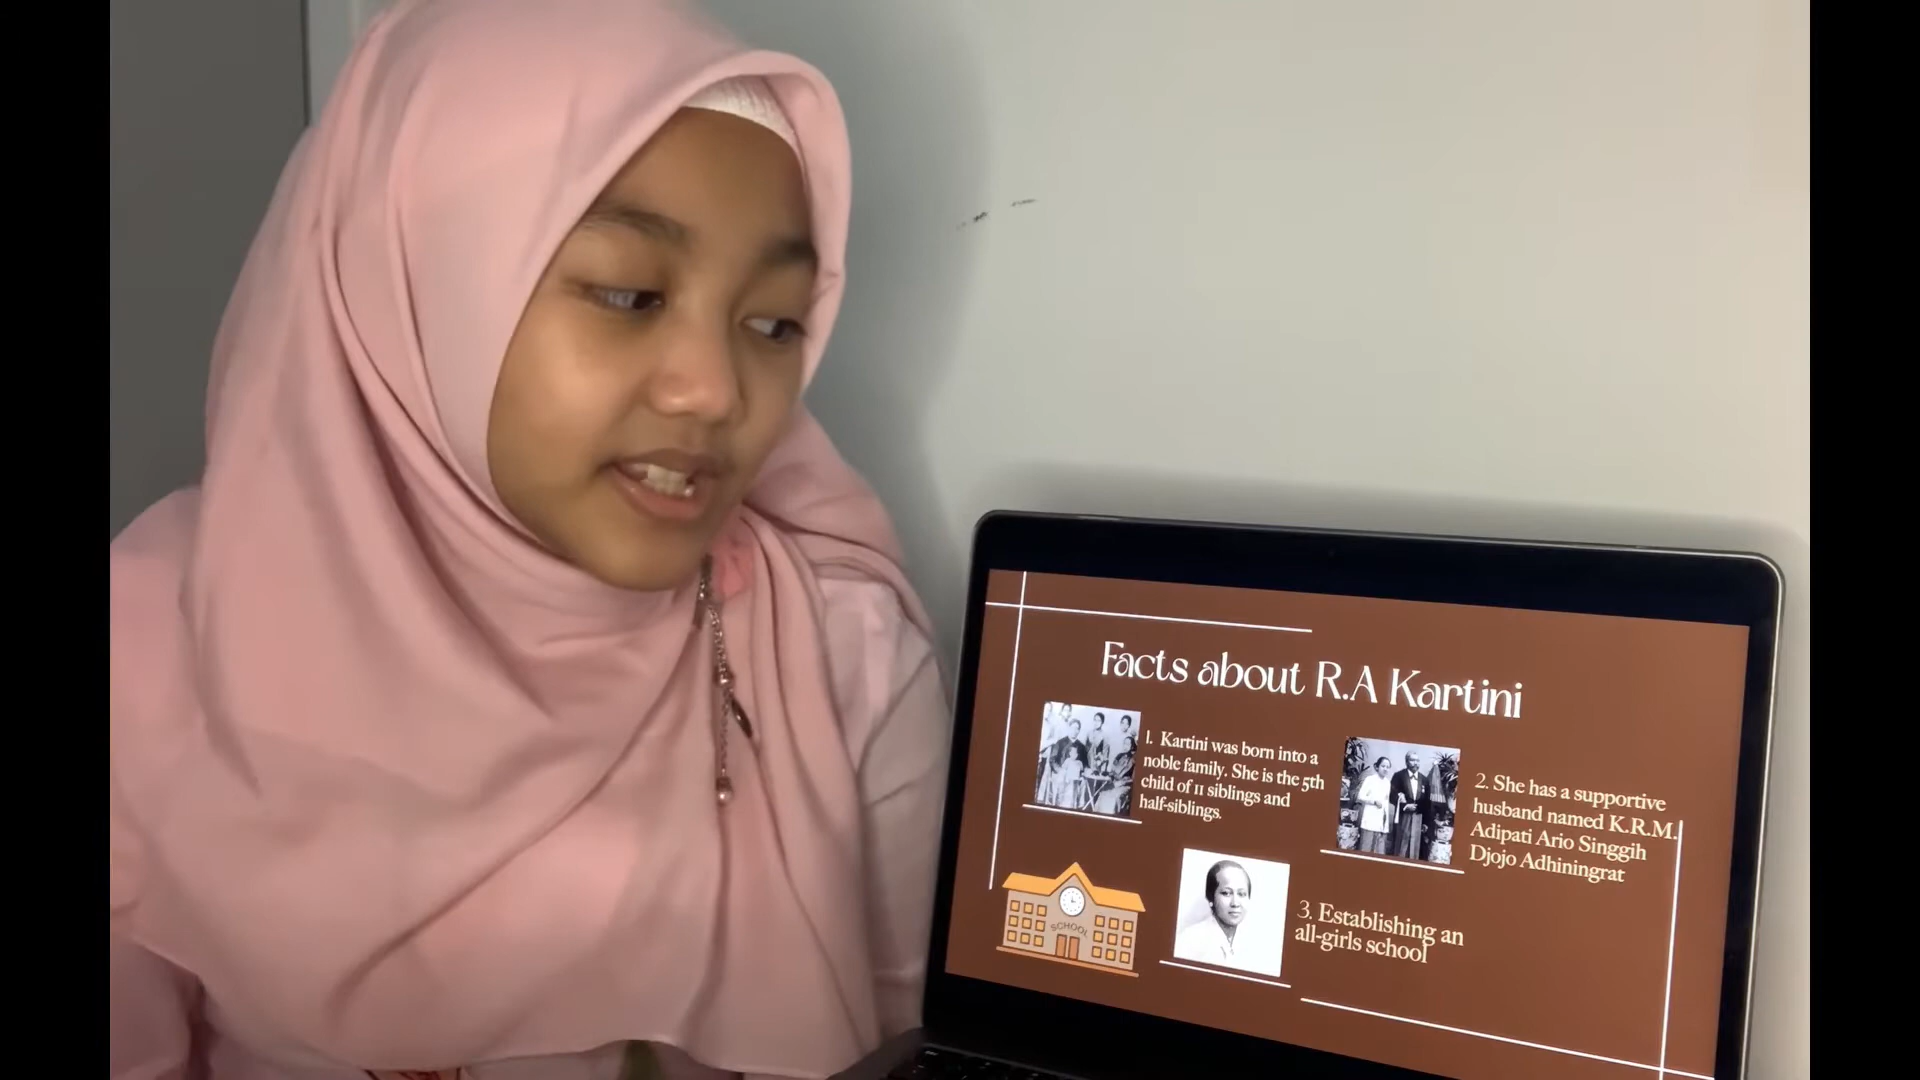 Facts about R.A Kartini
1. Kartini was born into a
noble family. She is the 5th
child of 11 siblings and
half-siblings.
2. She has a supportive
husband named K.R.M.
Adipati Ario Singgih
Djojo Adhiningrat
SCHOOL
3. Establishing an
all-girls school